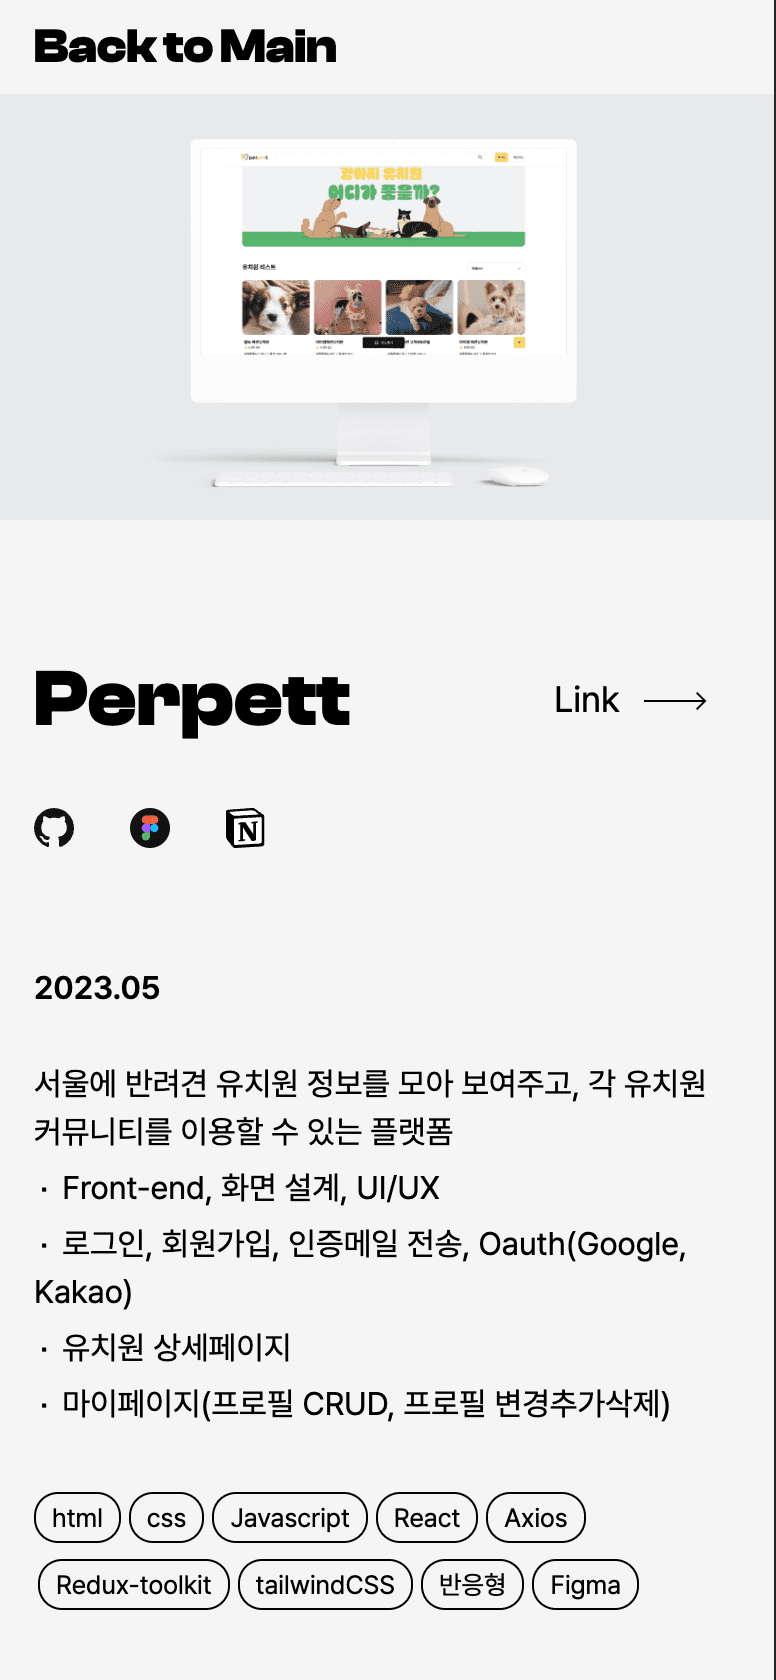 Back to Main
perpett
강아지 유치원
어디가 좋을까?
유치원 리스트
Perpett
Link
2023.05
서울에 반려견 유치원 정보를 모아 보여주고, 각 유치원
커뮤니티를 이용할 수 있는 플랫폼
· Front-end, 화면 설계, UI/UX
· 로그인, 회원가입, 인증메일 전송, Oauth(Google,
Kakao)
· 유치원 상세페이지
· 마이페이지(프로필 CRUD, 프로필 변경추가삭제)
html css Javascript React Axios
Redux-toolkit tailwindCSS 반응형 Figma